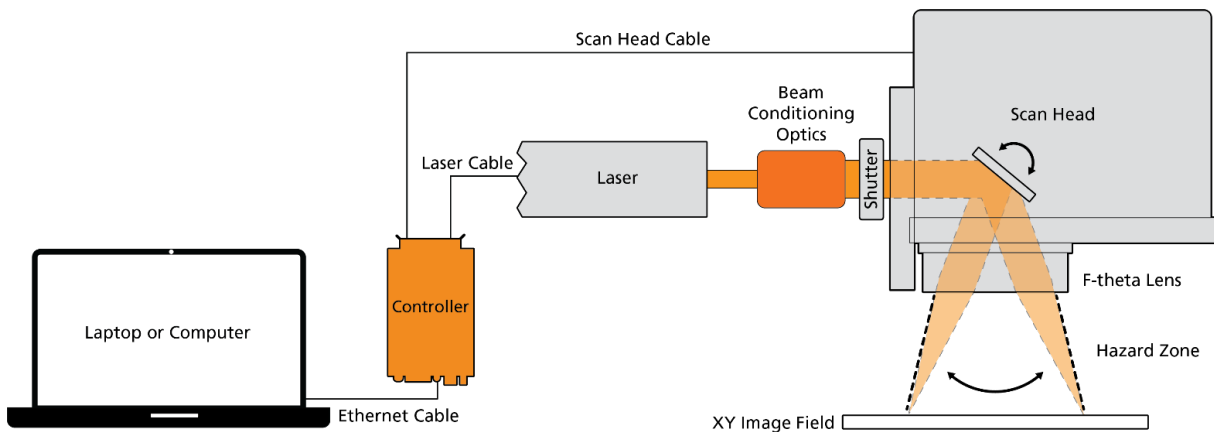 Scan Head Cable
Beam
Conditioning
Optics
Scan Head
Laser Cable
Laser
Shutter
F-theta Lens
Controller
Laptop or Computer
Hazard Zone
Ethernet Cable
XY Image Field